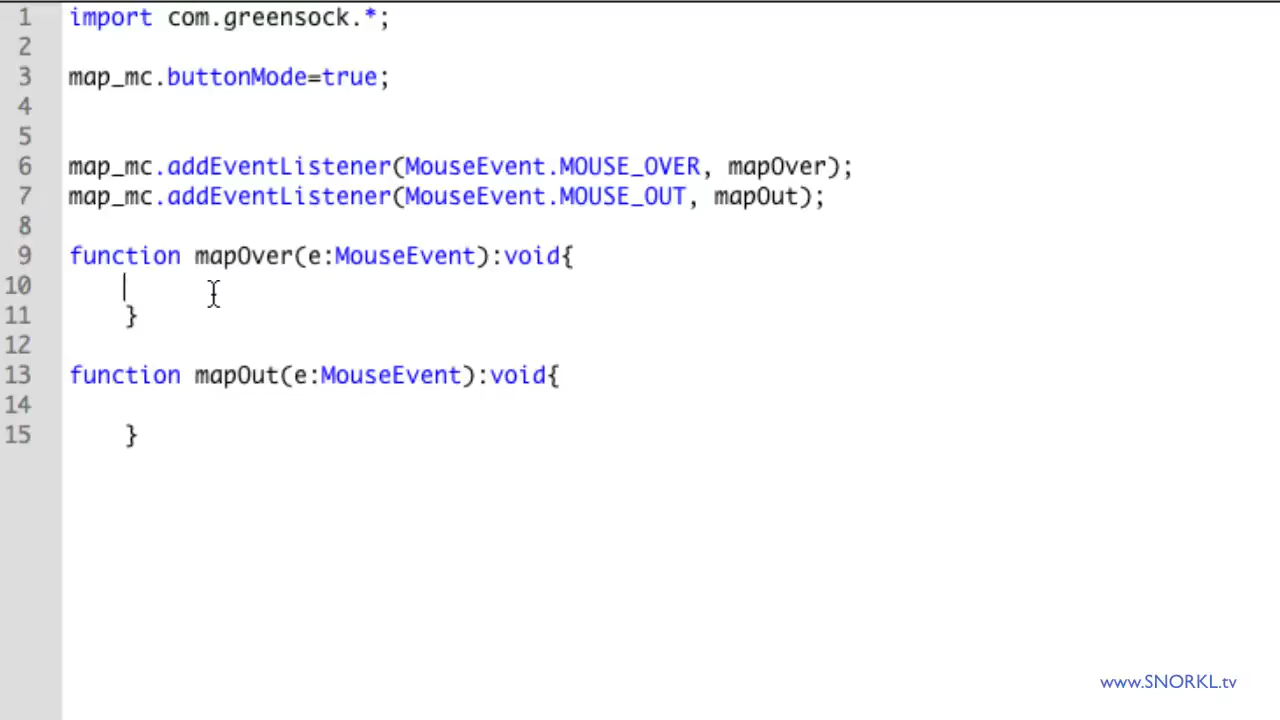 1 import com.greensock.*;
2
3 map_mc.buttonMode=true;
4
5
6 map_mc.addEventListener(MouseEvent.MOUSE_OVER, mapOver);
7 map_mc.addEventListener(MouseEvent.MOUSE_OUT, mapOut);
8
9 function mapOver(e:MouseEvent):void{
10
11 }
12
13 function mapOut(e:MouseEvent):void{
14
15 }
www.SNORKL.tv